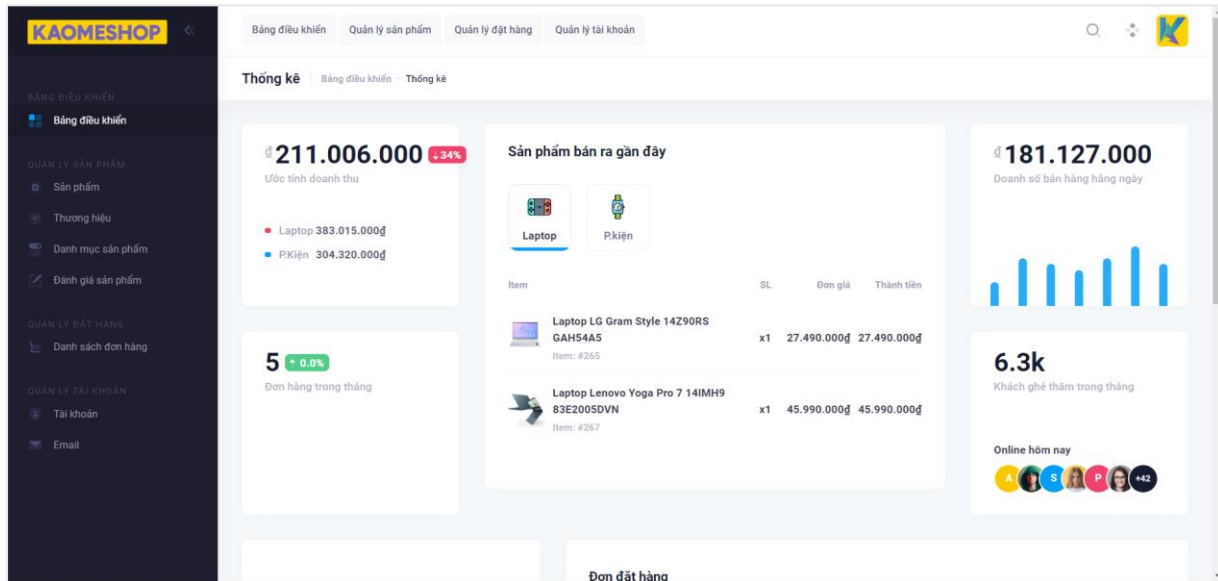 KAOMESHOP
Bảng điều khiển Quản lý sản phẩm Quản lý đặt hàng Quản lý tài khoản
Thống kê Bảng điều khiển - Thống kê
BẢNG ĐIỀU KHIỂN
Bảng điều khiển
QUẢN LÝ SẢN PHẨM
Sản phẩm
Thương hiệu
Danh mục sản phẩm
Đánh giá sản phẩm
QUẢN LÝ ĐẶT HÀNG
Danh sách đơn hàng
QUẢN LÝ TÀI KHOẢN
Tài khoản
Email
₫ 211.006.000 ↓34%
Ước tính doanh thu
Laptop 383.015.000₫
P.Kiện 304.320.000₫
5 ↑ 0.0%
Đơn hàng trong tháng
Sản phẩm bán ra gần đây
Laptop P.kiện
Item SL Đơn giá Thành tiền
Laptop LG Gram Style 14Z90RS
GAH54A5 x1 27.490.000₫ 27.490.000₫
Item: #265
Laptop Lenovo Yoga Pro 7 14IMH9
83E2005DVN x1 45.990.000₫ 45.990.000₫
Item: #267
₫ 181.127.000
Doanh số bán hàng hằng ngày
6.3k
Khách ghé thăm trong tháng
Online hôm nay
A S P +42
Đơn đặt hàng